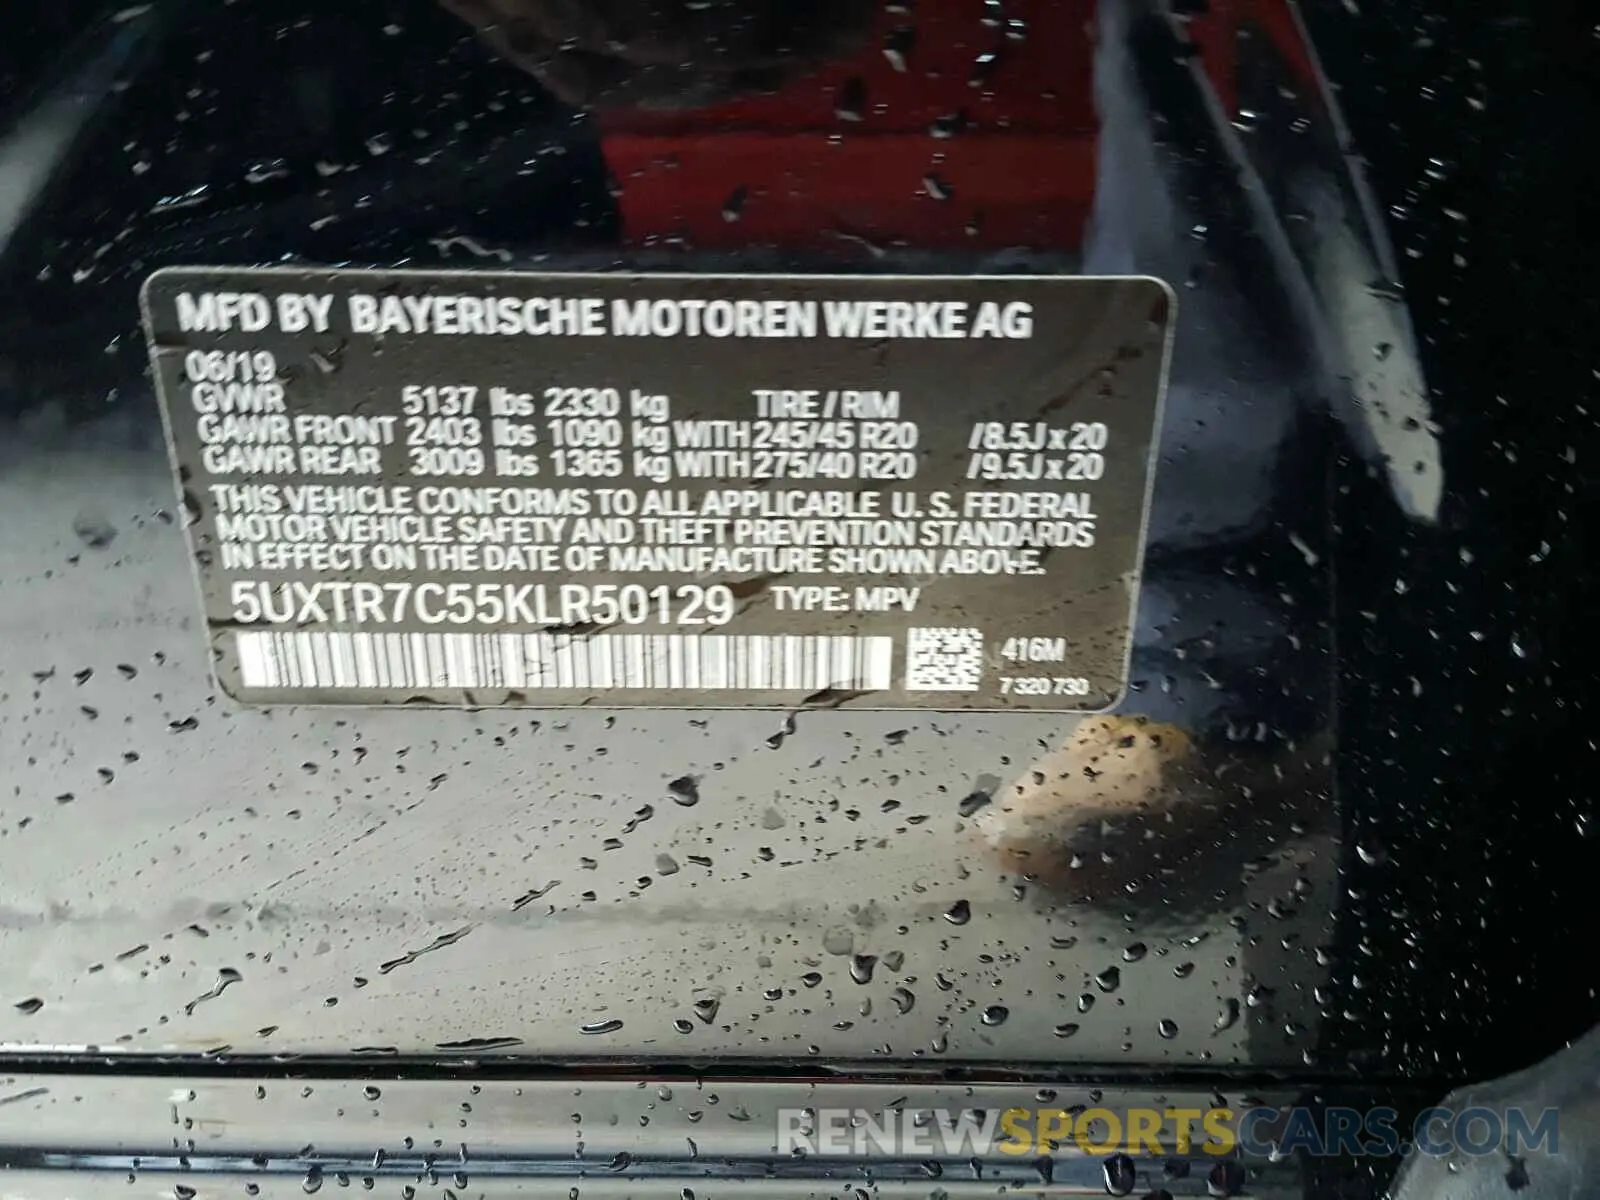 MFD BY BAYERISCHE MOTOREN WERKE AG
06/19
GVWR 5137 lbs 2330 kg TIRE / RIM
GAWR FRONT 2403 lbs 1090 kg WITH 245/45 R20 /8.5J x 20
GAWR REAR 3009 lbs 1365 kg WITH 275/40 R20 /9.5J x 20
THIS VEHICLE CONFORMS TO ALL APPLICABLE U. S. FEDERAL
MOTOR VEHICLE SAFETY AND THEFT PREVENTION STANDARDS
IN EFFECT ON THE DATE OF MANUFACTURE SHOWN ABOVE.
5UXTR7C55KLR50129 TYPE: MPV
416M
7 320 730
RENEWSPORTSCARS.COM